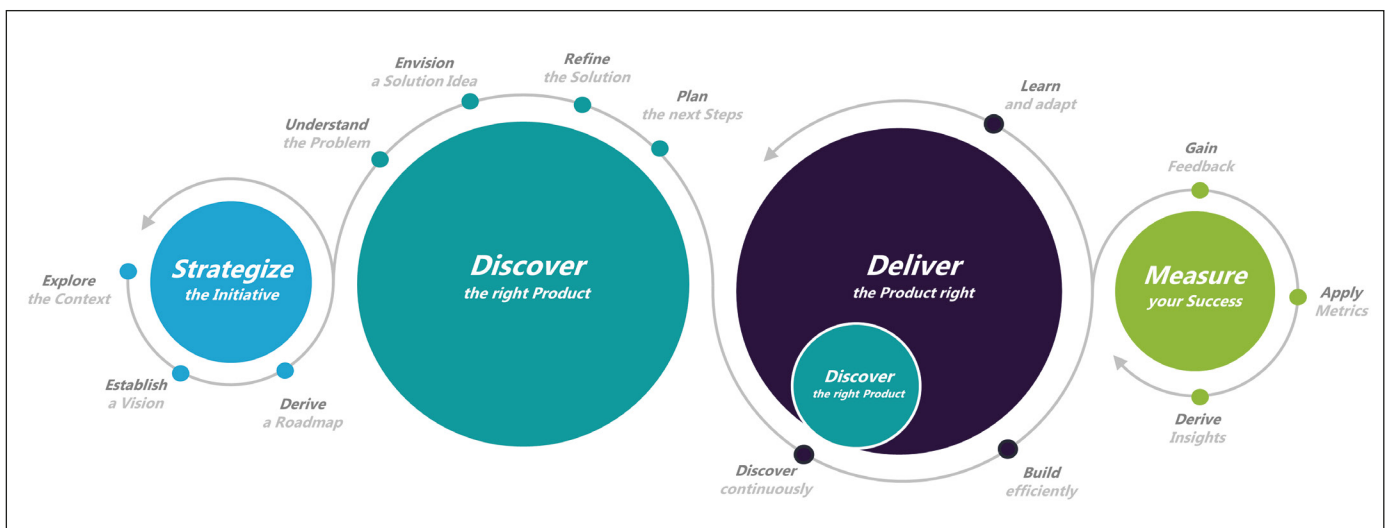 Strategize
the Initiative
Explore
the Context
Establish
a Vision
Derive
a Roadmap
Discover
the right Product
Understand
the Problem
Envision
a Solution Idea
Refine
the Solution
Plan
the next Steps
Deliver
the Product right
Discover
the right Product
Discover
continuously
Build
efficiently
Learn
and adapt
Measure
your Success
Gain
Feedback
Apply
Metrics
Derive
Insights